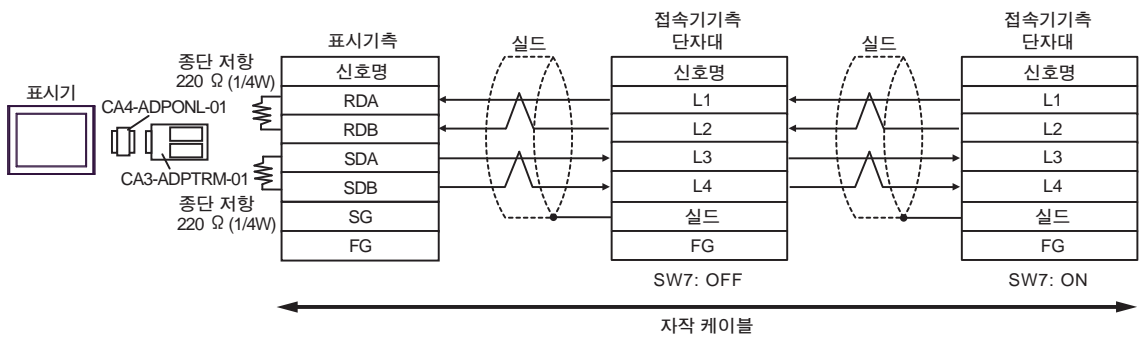 표시기
CA4-ADPONL-01
CA3-ADPTRM-01
종단 저항
220 Ω (1/4W)
종단 저항
220 Ω (1/4W)
표시기측
신호명
RDA
RDB
SDA
SDB
SG
FG
실드
접속기기측
단자대
신호명
L1
L2
L3
L4
실드
FG
SW7: OFF
실드
접속기기측
단자대
신호명
L1
L2
L3
L4
실드
FG
SW7: ON
자작 케이블